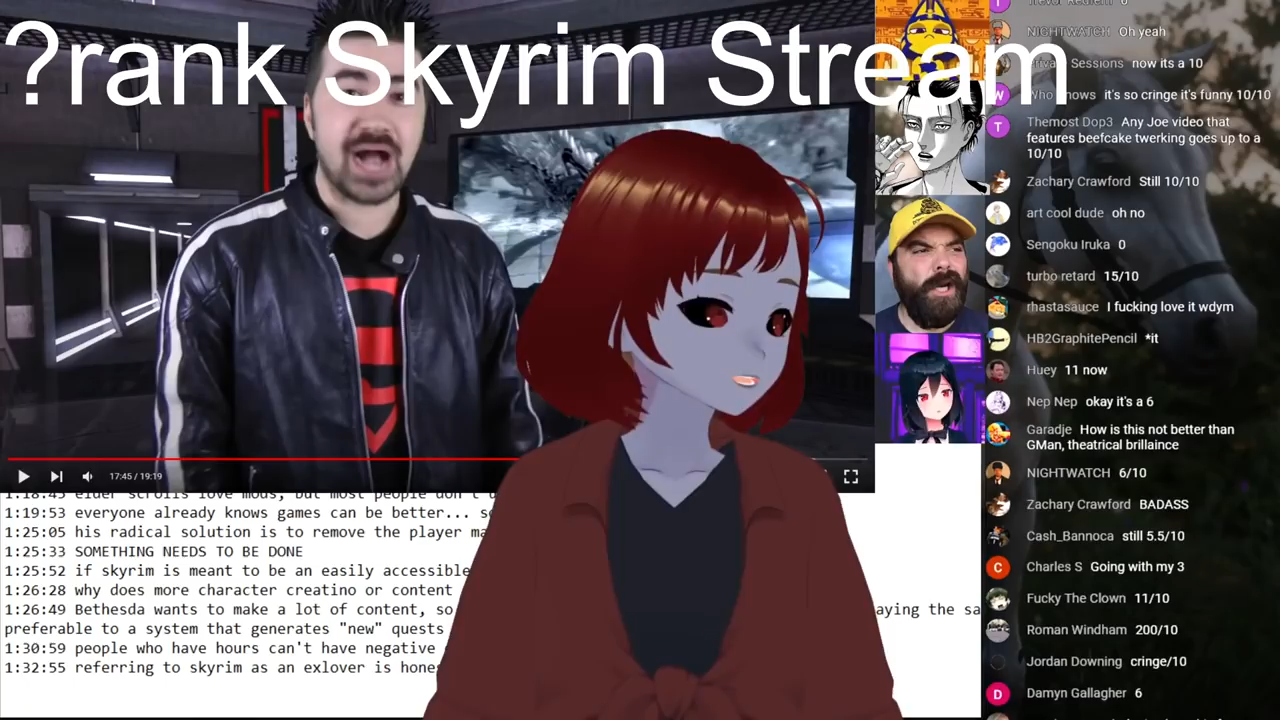 ?rank Skyrim Stream
17:45 / 19:19
1:18:45 elder scrolls love mods, but most people don't
1:19:53 everyone already knows games can be better...
1:25:05 his radical solution is to remove the player
1:25:33 SOMETHING NEEDS TO BE DONE
1:25:52 if skyrim is meant to be an easily accessible
1:26:28 why does more character creatino or content
1:26:49 Bethesda wants to make a lot of content, so
aying the sa
preferable to a system that generates "new" quests
1:30:59 people who have hours can't have negative
1:32:55 referring to skyrim as an exlover is
Trevor Redfern 6
NIGHTWATCH Oh yeah
Sessions now its a 10
W
Who knows it's so cringe it's funny 10/10
T
Themost Dop3 Any Joe video that
features beefcake twerking goes up to a
10/10
Zachary Crawford Still 10/10
art cool dude oh no
Sengoku Iruka 0
turbo retard 15/10
rhastasauce I fucking love it wdym
HB2GraphitePencil *it
Huey 11 now
Nep Nep okay it's a 6
Garadje How is this not better than
GMan, theatrical brillaince
NIGHTWATCH 6/10
Zachary Crawford BADASS
Cash_Bannoca still 5.5/10
C
Charles S Going with my 3
Fucky The Clown 11/10
Roman Windham 200/10
Jordan Downing cringe/10
D
Damyn Gallagher 6